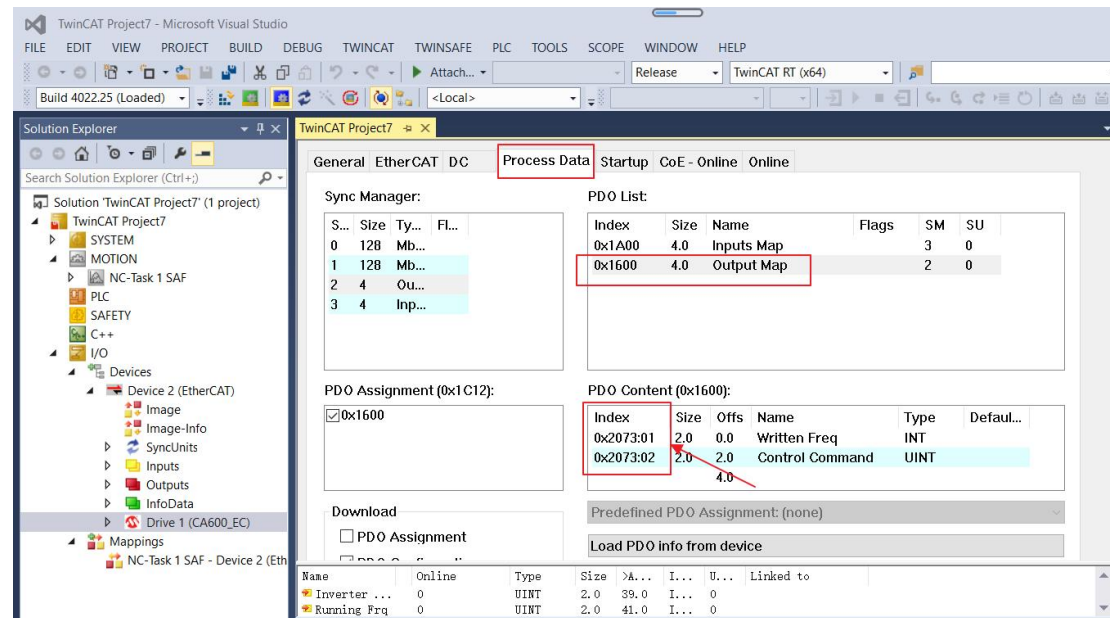 TwinCAT Project7 - Microsoft Visual Studio
FILE EDIT VIEW PROJECT BUILD DEBUG TWINCAT TWINSAFE PLC TOOLS SCOPE WINDOW HELP
Attach... Release TwinCAT RT (x64)
Build 4022.25 (Loaded) <Local>
Solution Explorer
Search Solution Explorer (Ctrl+;)
Solution 'TwinCAT Project7' (1 project)
TwinCAT Project7
SYSTEM
MOTION
NC-Task 1 SAF
PLC
SAFETY
C++
I/O
Devices
Device 2 (EtherCAT)
Image
Image-Info
SyncUnits
Inputs
Outputs
InfoData
Drive 1 (CA600_EC)
Mappings
NC-Task 1 SAF - Device 2 (Eth
TwinCAT Project7
General EtherCAT DC Process Data Startup CoE - Online Online
Sync Manager:
S... Size Ty... Fl...
0 128 Mb...
1 128 Mb...
2 4 Ou...
3 4 Inp...
PDO List:
Index Size Name Flags SM SU
0x1A00 4.0 Inputs Map 3 0
0x1600 4.0 Output Map 2 0
PDO Assignment (0x1C12):
0x1600
PDO Content (0x1600):
Index Size Offs Name Type Defaul...
0x2073:01 2.0 0.0 Written Freq INT
0x2073:02 2.0 2.0 Control Command UINT
4.0
Download
PDO Assignment
Predefined PDO Assignment: (none)
Load PDO info from device
Name Online Type Size >A... I... U... Linked to
Inverter ... 0 UINT 2.0 39.0 I... 0
Running Frq 0 UINT 2.0 41.0 I... 0